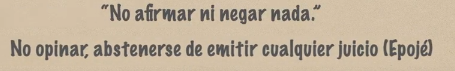 “No afirmar ni negar nada.”
No opinar, abstenerse de emitir cualquier juicio (Epojé)